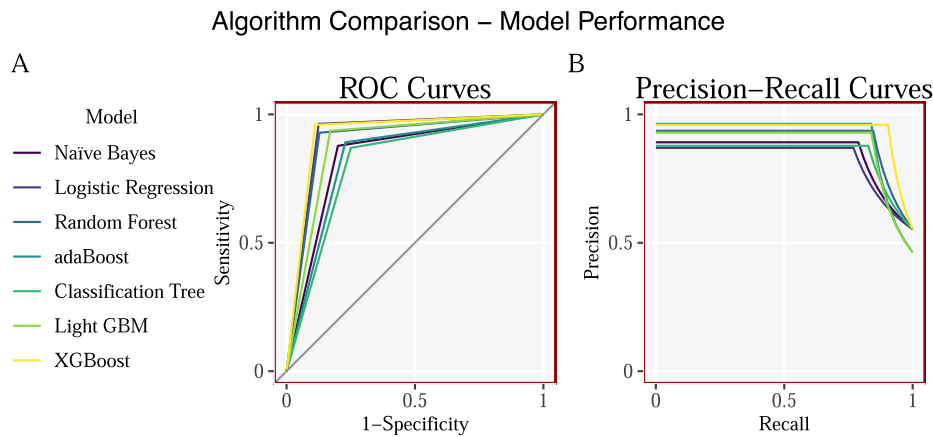 Algorithm Comparison − Model Performance
A
B
ROC Curves
Precision−Recall Curves
Model
Naïve Bayes
Logistic Regression
Random Forest
adaBoost
Classification Tree
Light GBM
XGBoost
Sensitivity
1
0.5
0
0
0.5
1
1−Specificity
Precision
1
0.5
0
0
0.5
1
Recall